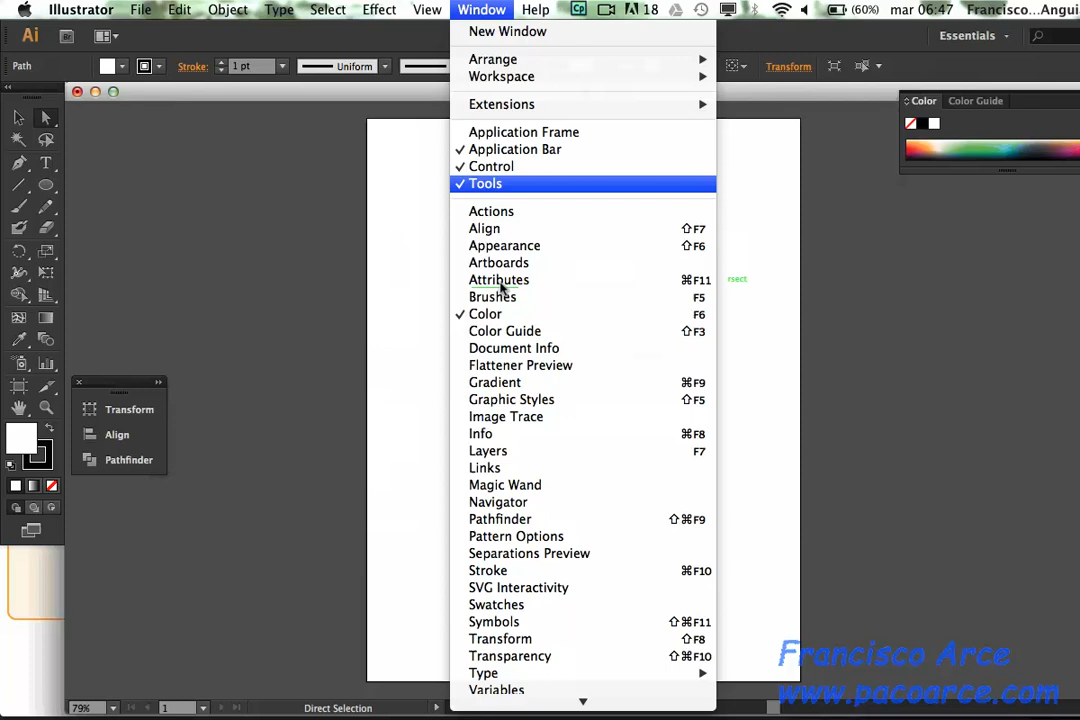 Illustrator File Edit Object Type Select Effect View Window Help 18 (60%) mar 06:47 Francisco...Angui
Ai Br Essentials
Path Stroke: 1 pt Uniform Transform
New Window
Arrange
Workspace
Extensions
Application Frame
Application Bar
Control
Tools
Actions
Align ⇧F7
Appearance ⇧F6
Artboards
Attributes ⌘F11
Brushes F5
Color F6
Color Guide ⇧F3
Document Info
Flattener Preview
Gradient ⌘F9
Graphic Styles ⇧F5
Image Trace
Info ⌘F8
Layers F7
Links
Magic Wand
Navigator
Pathfinder ⇧⌘F9
Pattern Options
Separations Preview
Stroke ⌘F10
SVG Interactivity
Swatches
Symbols ⇧⌘F11
Transform ⇧F8
Transparency ⇧⌘F10
Type
Variables
Color Color Guide
rsect
Transform
Align
Pathfinder
Francisco Arce
www.pacoarce.com
79% 1 Direct Selection